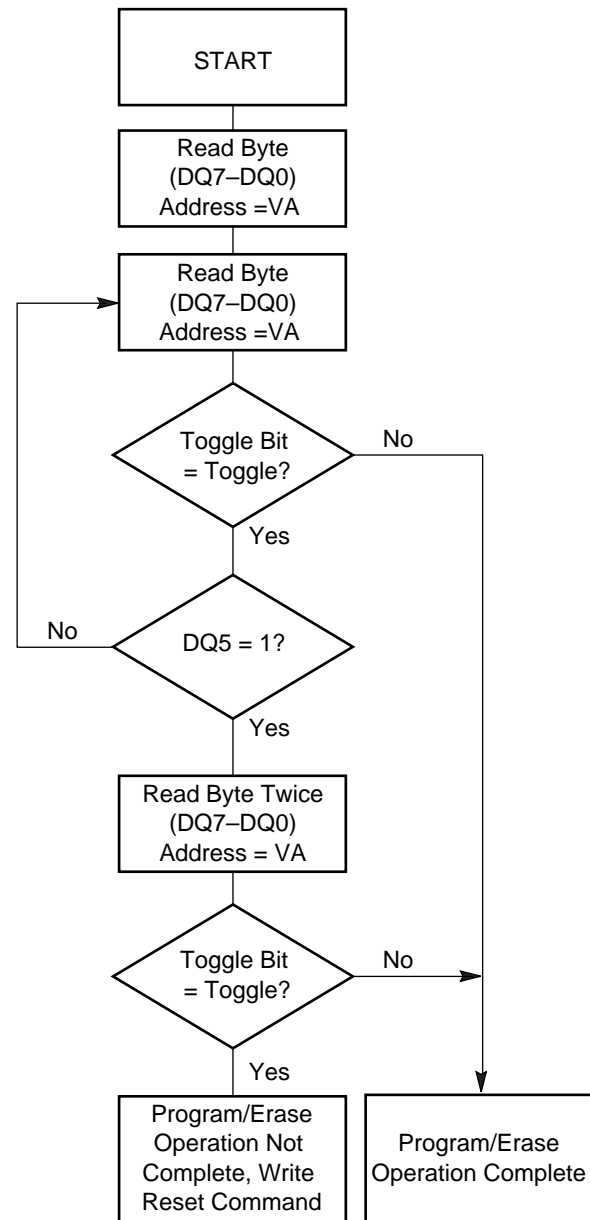 START
Read Byte
(DQ7–DQ0)
Address =VA
Read Byte
(DQ7–DQ0)
Address =VA
Toggle Bit
= Toggle?
No
Yes
No
DQ5 = 1?
Yes
Read Byte Twice
(DQ7–DQ0)
Address = VA
Toggle Bit
= Toggle?
No
Yes
Program/Erase
Operation Not
Complete, Write
Reset Command
Program/Erase
Operation Complete